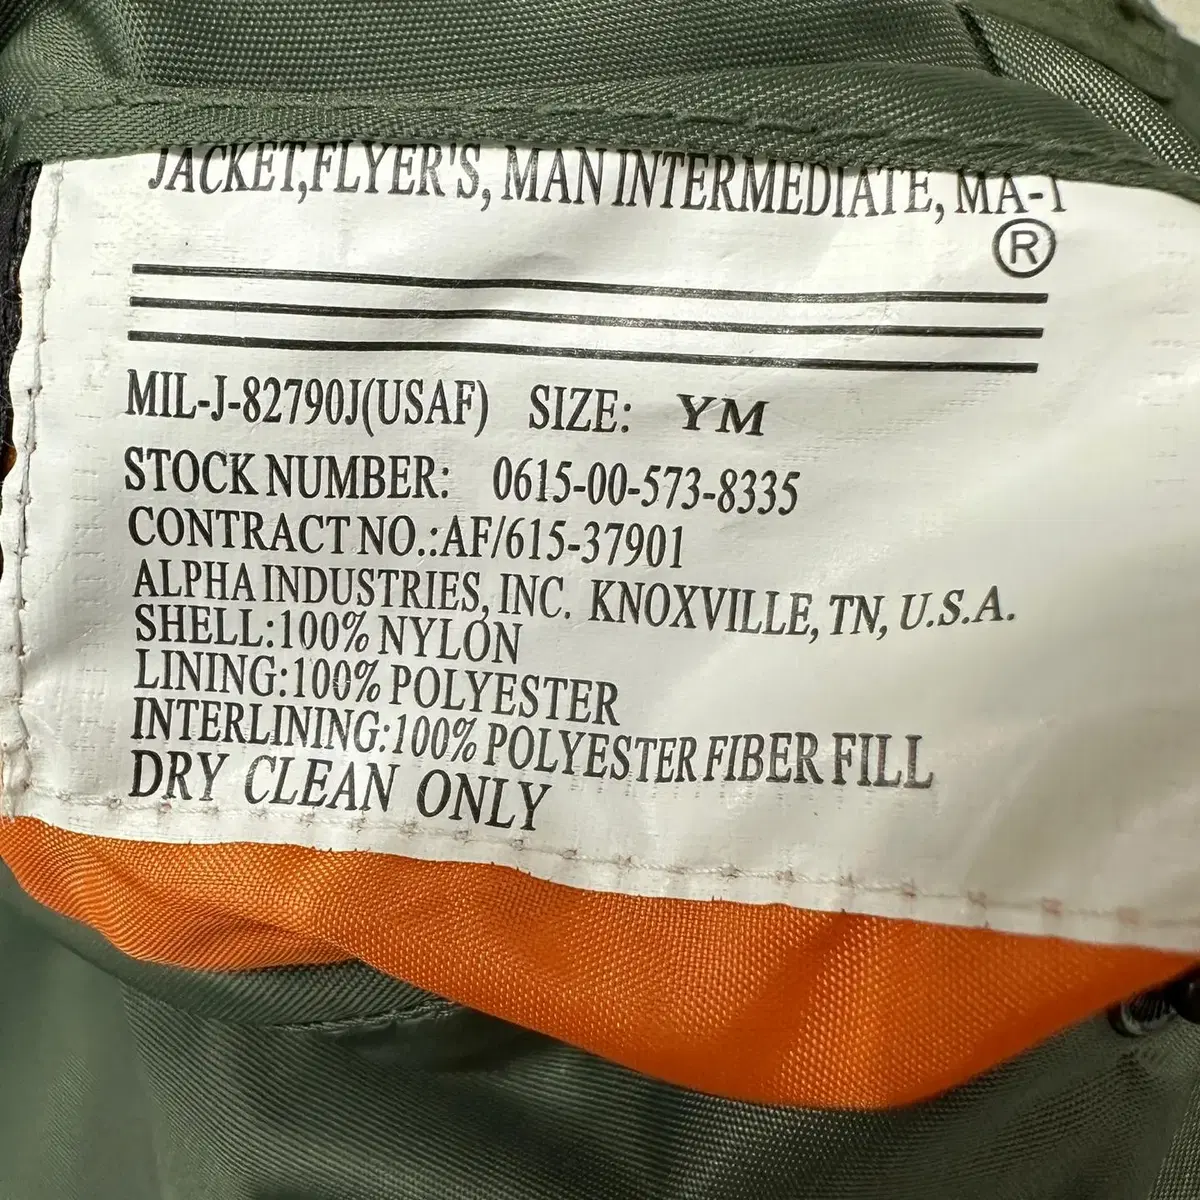 JACKET,FLYER'S, MAN INTERMEDIATE, MA-1
®
MIL-J-82790J(USAF) SIZE: YM
STOCK NUMBER: 0615-00-573-8335
CONTRACT NO.:AF/615-37901
ALPHA INDUSTRIES, INC. KNOXVILLE, TN, U.S.A.
SHELL:100% NYLON
LINING:100% POLYESTER
INTERLINING:100% POLYESTER FIBER FILL
DRY CLEAN ONLY